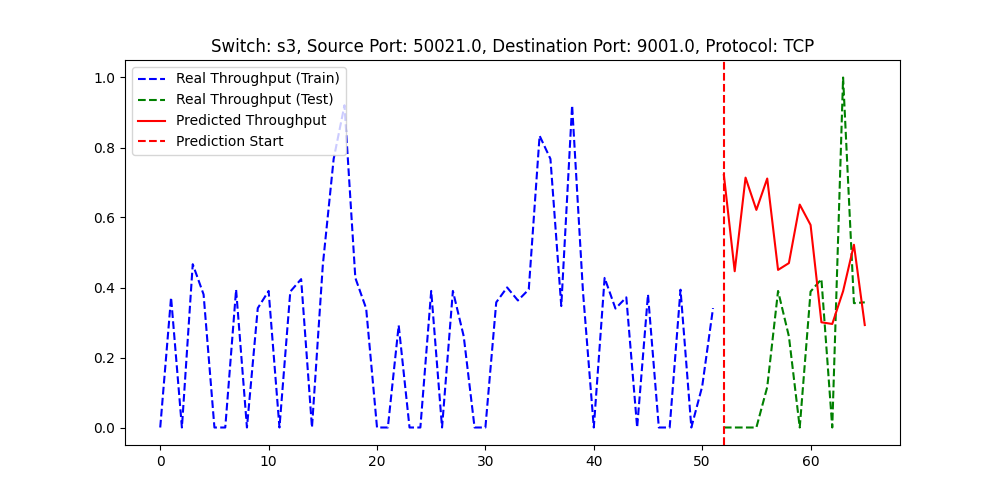 Switch: s3, Source Port: 50021.0, Destination Port: 9001.0, Protocol: TCP
1.0
0.8
0.6
0.4
0.2
0.0
Real Throughput (Train)
Real Throughput (Test)
Predicted Throughput
Prediction Start
0
10
20
30
40
50
60